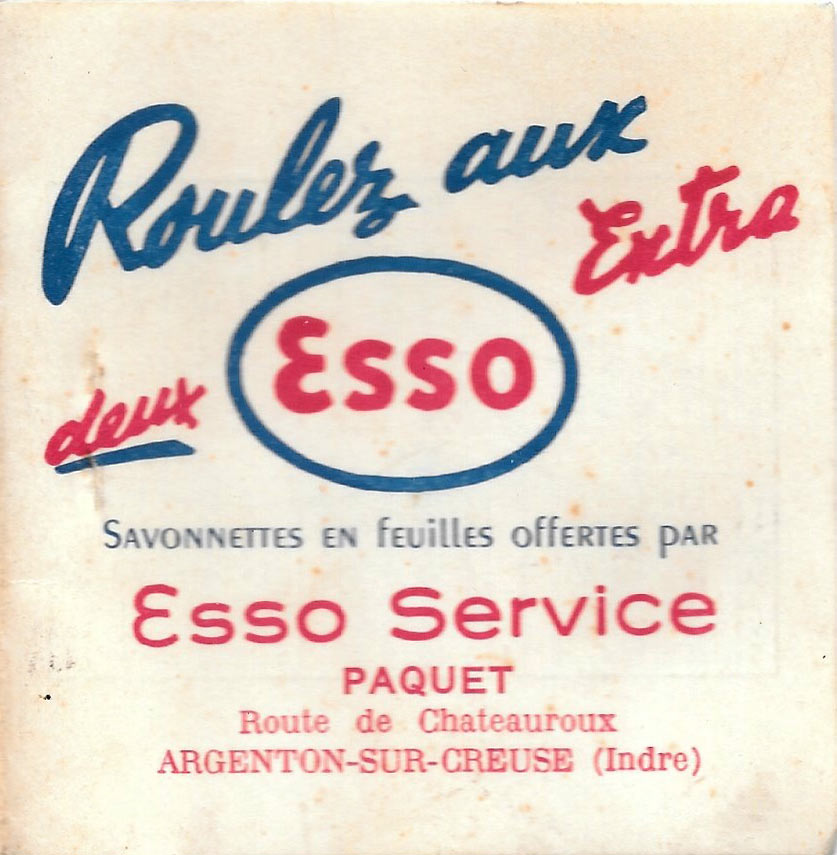 Roulez aux
deux Esso Extra
Savonnettes en feuilles offertes par
Esso Service
PAQUET
Route de Chateauroux
ARGENTON-SUR-CREUSE (Indre)